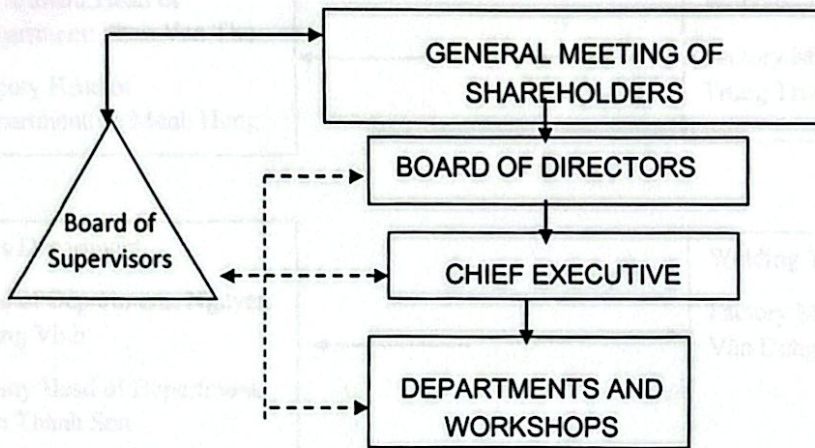 GENERAL MEETING OF
SHAREHOLDERS
BOARD OF DIRECTORS
Board of
Supervisors
CHIEF EXECUTIVE
DEPARTMENTS AND
WORKSHOPS